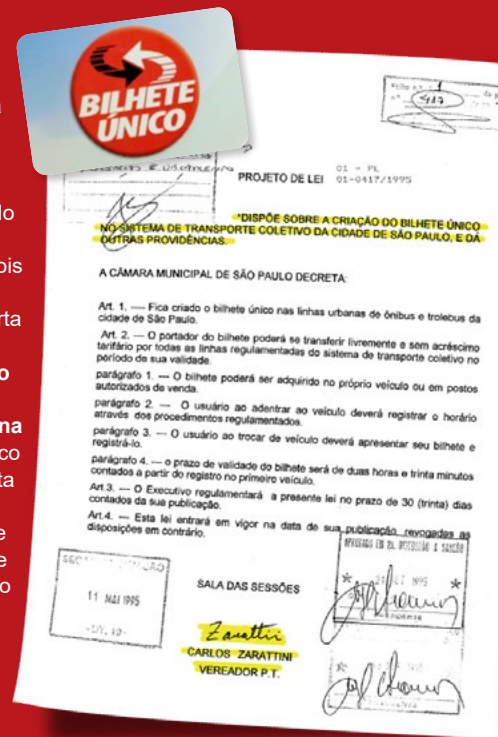 BILHETE
ÚNICO
do
ois
rta
o
na
co
ta
e
e
o
417
PROJETO DE LEI
01 - PL
01-0417/1995
"DISPÕE SOBRE A CRIAÇÃO DO BILHETE ÚNICO
NO SISTEMA DE TRANSPORTE COLETIVO DA CIDADE DE SÃO PAULO, E DÁ
OUTRAS PROVIDÊNCIAS.
A CÂMARA MUNICIPAL DE SÃO PAULO DECRETA:
Art. 1. — Fica criado o bilhete único nas linhas urbanas de ônibus e trolebus da
cidade de São Paulo.
Art. 2. — O portador do bilhete poderá se transferir livremente e sem acréscimo
tarifário por todas as linhas regulamentadas do sistema de transporte coletivo no
período de sua validade.
parágrafo 1. — O bilhete poderá ser adquirido no próprio veículo ou em postos
autorizados de venda.
parágrafo 2. — O usuário ao adentrar ao veículo deverá registrar o horário
através dos procedimentos regulamentados.
parágrafo 3. — O usuário ao trocar de veículo deverá apresentar seu bilhete e
registrá-lo.
parágrafo 4. — o prazo de validade do bilhete será de duas horas e trinta minutos
contados a partir do registro no primeiro veículo.
Art.3. — O Executivo regulamentará a presente lei no prazo de 30 (trinta) dias
contados da sua publicação.
Art.4. — Esta lei entrará em vigor na data de sua publicação, revogadas as
disposições em contrário.
11 MAI 1995
SALA DAS SESSÕES
1995
Zarattini
CARLOS ZARATTINI
VEREADOR P.T.